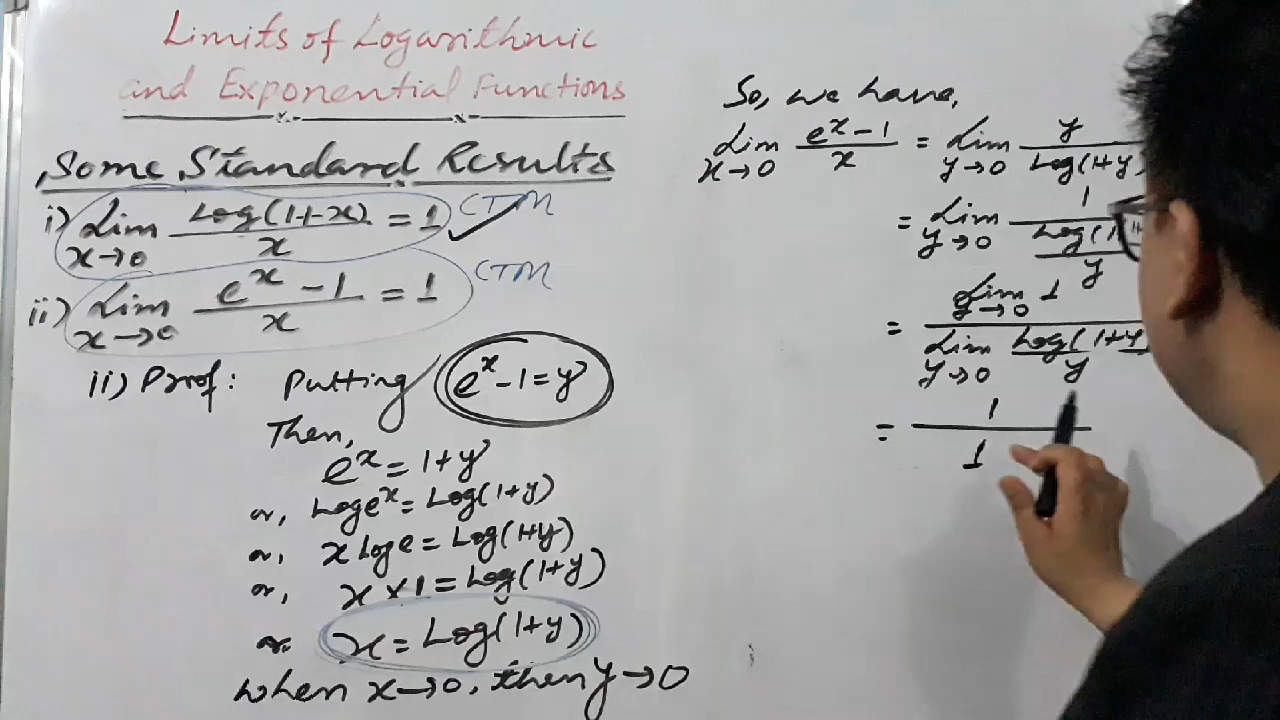 Limits of Logarithmic
and Exponential Functions
Some Standard Results
i) Lim x→0 Log(1+x)/x = 1 CTM
ii) Lim x→0 e^x - 1/x = 1 CTM
ii) Proof: Putting e^x - 1 = y
Then,
e^x = 1+y
or, Loge^x = Log(1+y)
or, x Loge = Log(1+y)
or, x × 1 = Log(1+y)
or, x = Log(1+y)
when x→0, then y→0
So, we have,
Lim x→0 e^x - 1/x = Lim y→0 y/Log(1+y)
= Lim y→0 1/Log(1+/y
= Lim y→0 1/Lim y→0 Log(1+y/y
= 1/1